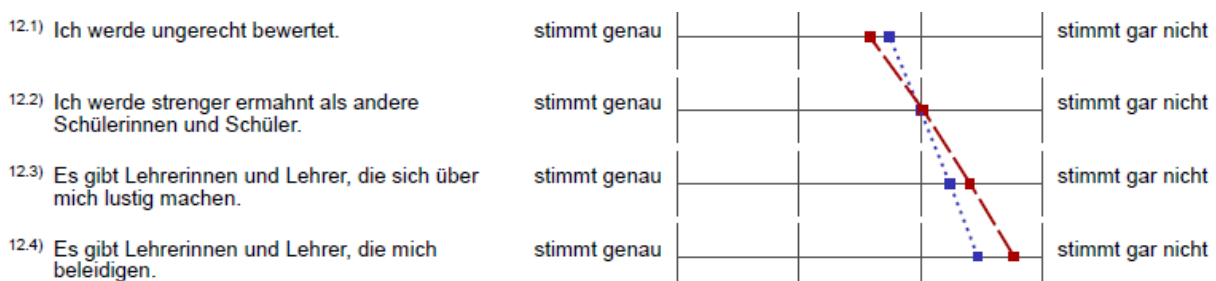 12.1) Ich werde ungerecht bewertet. stimmt genau stimmt gar nicht
12.2) Ich werde strenger ermahnt als andere stimmt genau stimmt gar nicht
Schülerinnen und Schüler.
12.3) Es gibt Lehrerinnen und Lehrer, die sich über stimmt genau stimmt gar nicht
mich lustig machen.
12.4) Es gibt Lehrerinnen und Lehrer, die mich stimmt genau stimmt gar nicht
beleidigen.